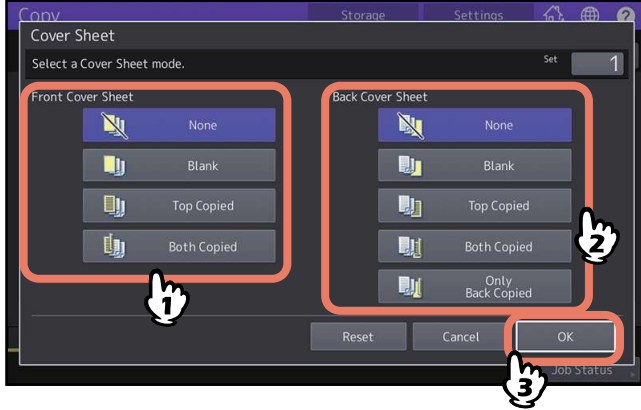 Copy
Storage
Settings
Cover Sheet
Select a Cover Sheet mode.
Set
1
Front Cover Sheet
Back Cover Sheet
None
None
Blank
Blank
Top Copied
Top Copied
Both Copied
Both Copied
Only
Back Copied
1
2
Reset
Cancel
OK
3
Job Status